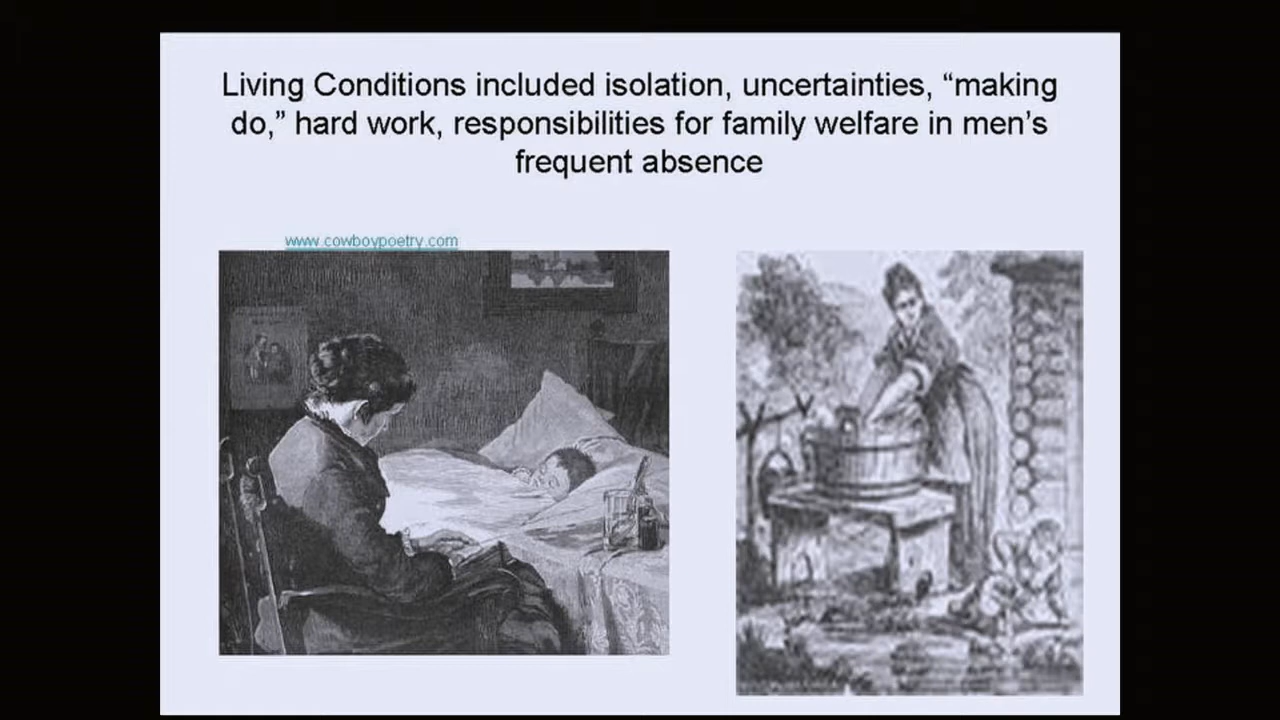 Living Conditions included isolation, uncertainties, “making
do,” hard work, responsibilities for family welfare in men’s
frequent absence
www.cowboypoetry.com